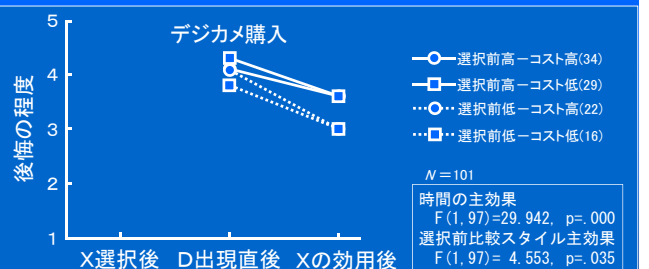 デジカメ購入
後悔の程度
5
4
3
2
1
X選択後 D出現直後 Xの効用後
選択前高－コスト高(34)
選択前高－コスト低(29)
選択前低－コスト高(22)
選択前低－コスト低(16)
N＝101
時間の主効果
F(1,97)=29.942, p=.000
選択前比較スタイル主効果
F(1,97)= 4.553, p=.035